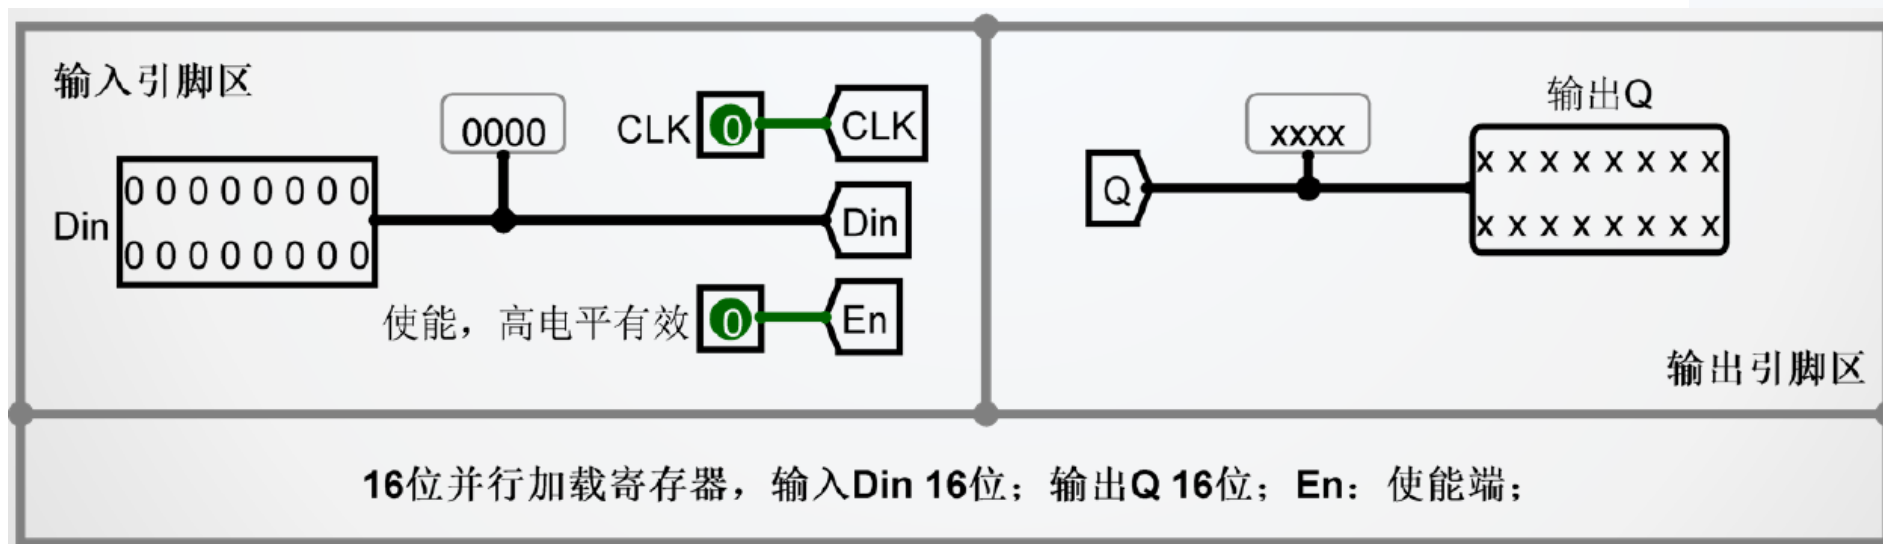 输入引脚区
0000
CLK
0
CLK
Din
0 0 0 0 0 0 0 0
0 0 0 0 0 0 0 0
Din
使能，高电平有效
0
En
输出Q
Q
xxxx
x x x x x x x x
x x x x x x x x
输出引脚区
16位并行加载寄存器，输入Din 16位；输出Q 16位；En：使能端；